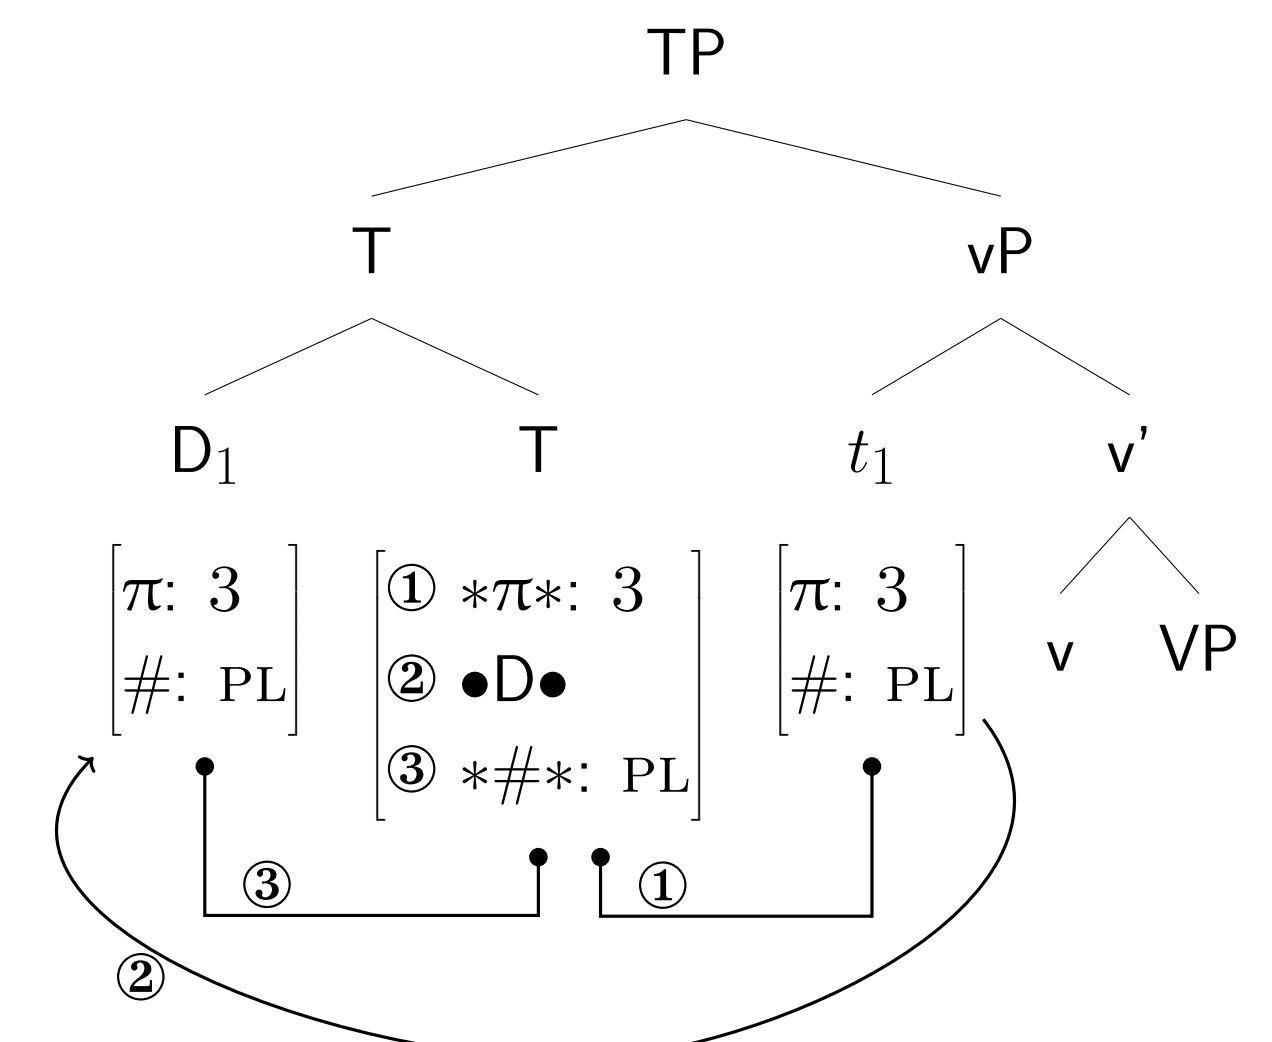 TP
T vP
D₁ T t₁ v’
π: 3 ① ∗π∗: 3 π: 3
v VP
#: PL ② ●D● #: PL
③ ∗#∗: PL
③ ①
②